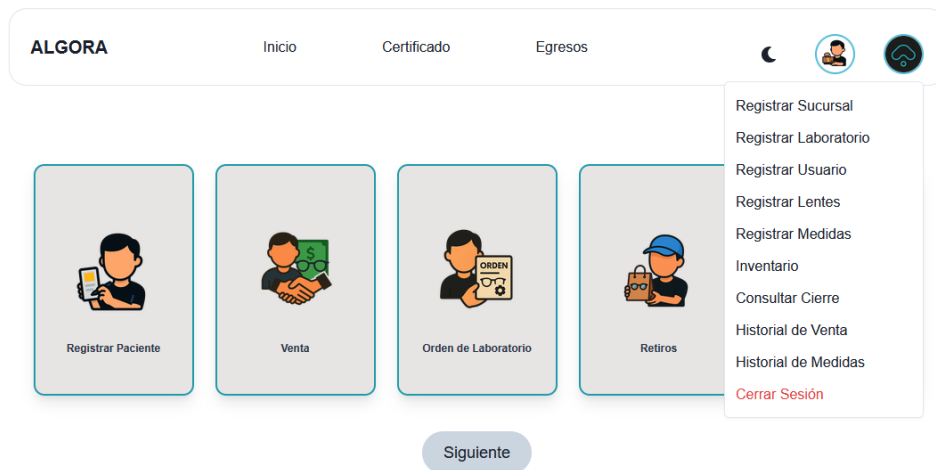 ALGORA
Inicio
Certificado
Egresos
Registrar Sucursal
Registrar Laboratorio
Registrar Usuario
Registrar Lentes
Registrar Medidas
Inventario
Consultar Cierre
Historial de Venta
Historial de Medidas
Cerrar Sesión
$
ORDEN
Registrar Paciente
Venta
Orden de Laboratorio
Retiros
Siguiente